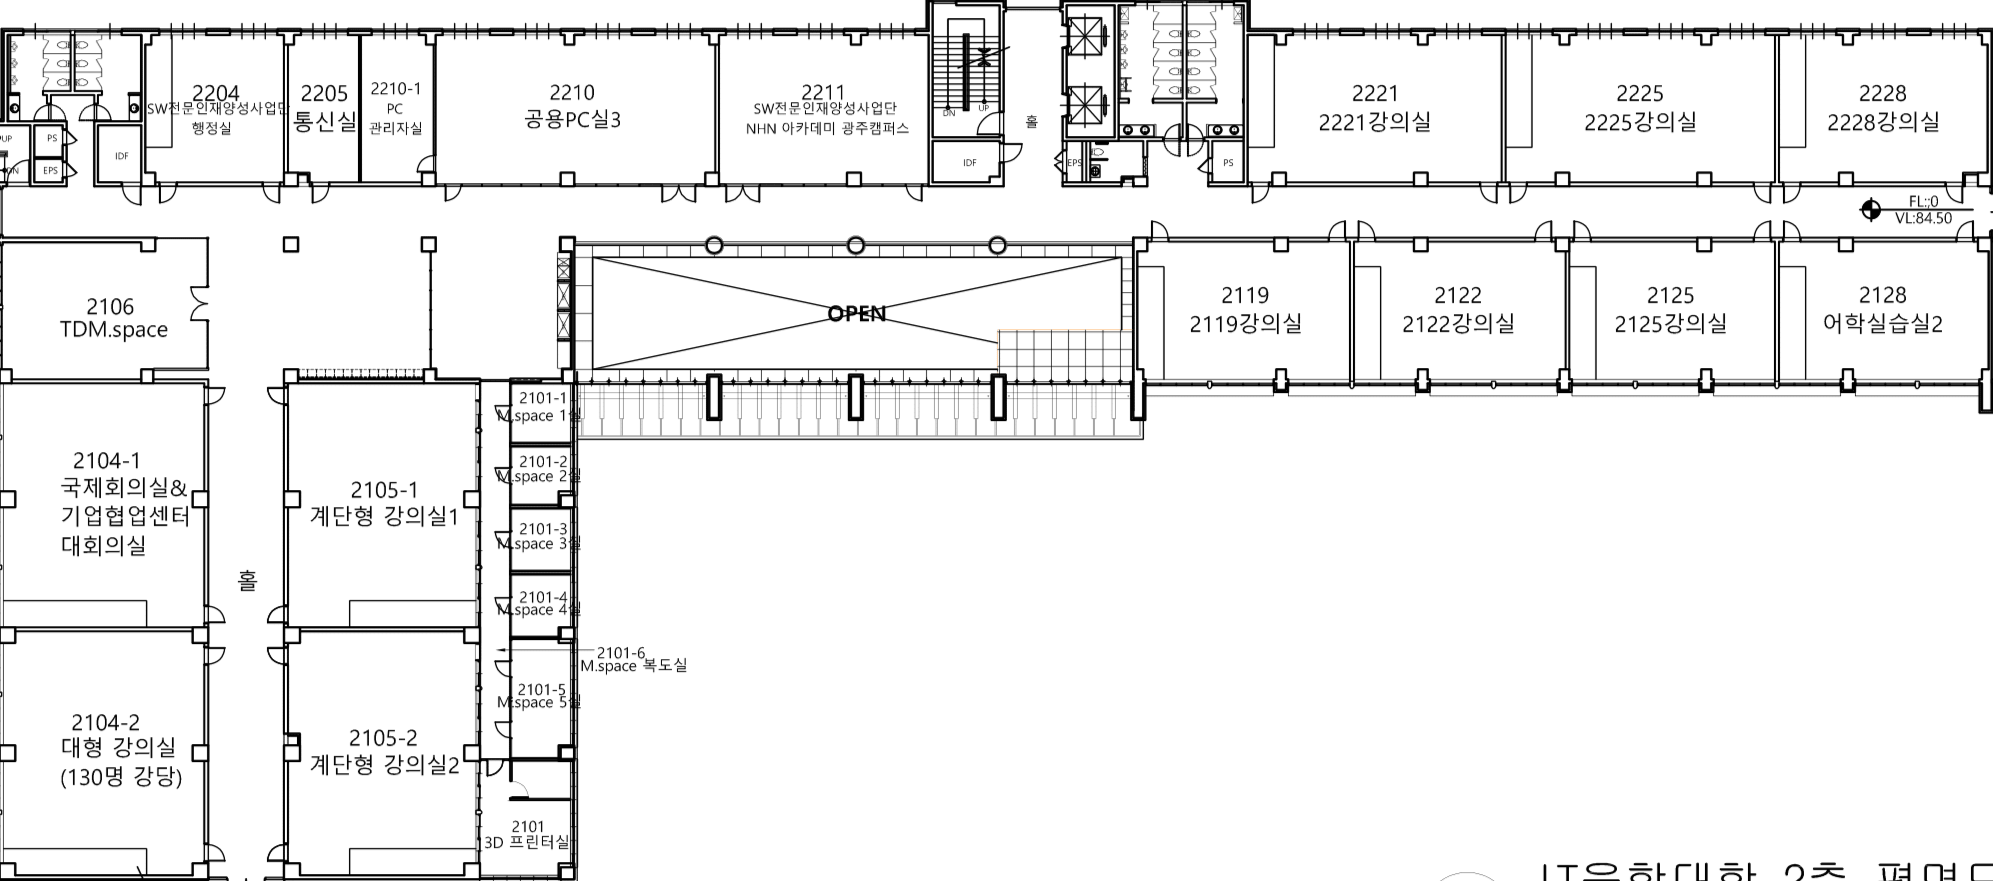 2204
SW전문인재양성사업단
행정실
2205
통신실
2210-1
PC
관리자실
2210
공용PC실3
2211
SW전문인재양성사업단
NHN 아카데미 광주캠퍼스
DN
UP
홀
2221
2221강의실
2225
2225강의실
2228
2228강의실
UP
DN
PS
EPS
IDF
IDF
EPS
PS
FL:;0
VL:84.50
2106
TDM.space
OPEN
2119
2119강의실
2122
2122강의실
2125
2125강의실
2128
어학실습실2
2104-1
국제회의실&
기업협업센터
대회의실
홀
2105-1
계단형 강의실1
2101-1
M.space 1실
2101-2
M.space 2실
2101-3
M.space 3실
2101-4
M.space 4실
2101-6
M.space 복도실
2101-5
M.space 5실
2104-2
대형 강의실
(130명 강당)
2105-2
계단형 강의실2
2101
3D 프린터실
IT융합대학 2층 평면도